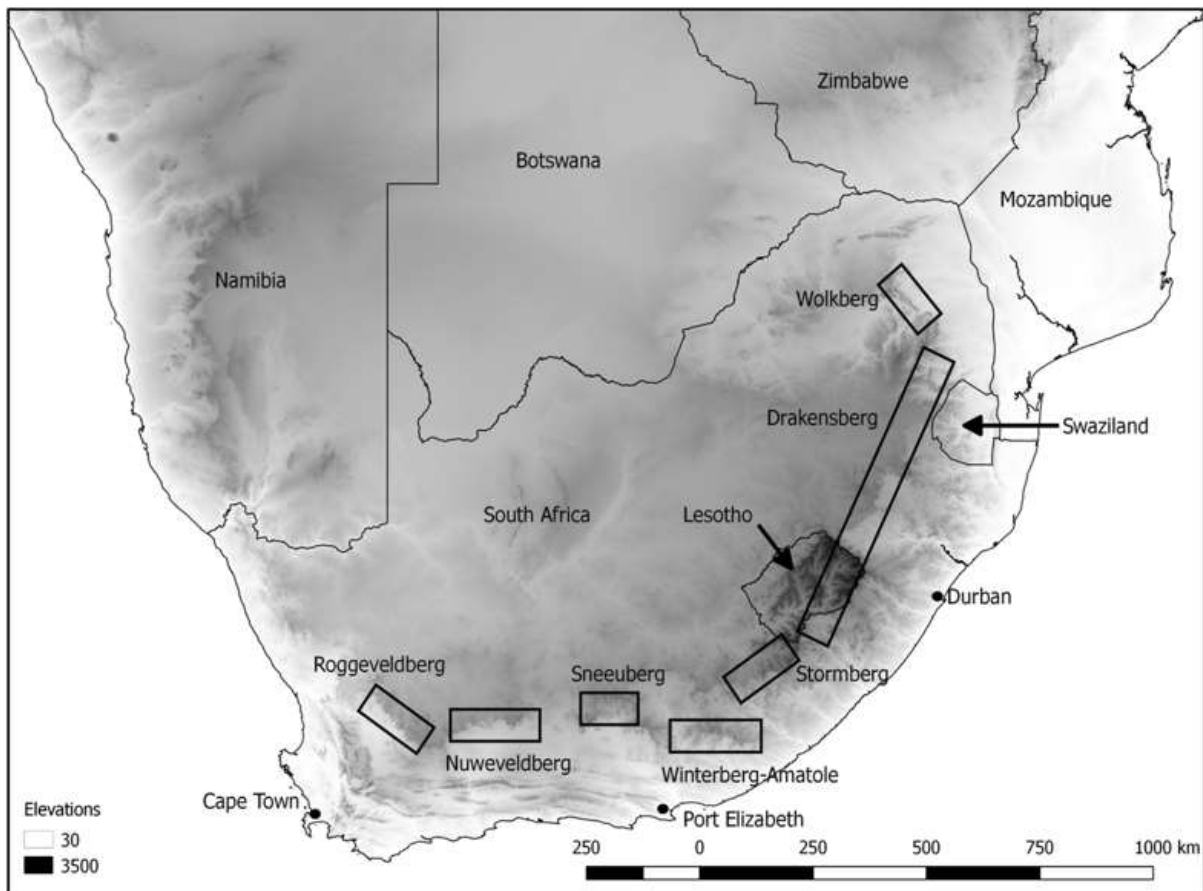 Zimbabwe
Botswana
Mozambique
Namibia
Wolkberg
Drakensberg
Swaziland
South Africa
Lesotho
Durban
Roggeveldberg
Sneeuberg
Stormberg
Nuweveldberg
Winterberg-Amatole
Cape Town
Port Elizabeth
Elevations
30
3500
250 0 250 500 750 1000 km